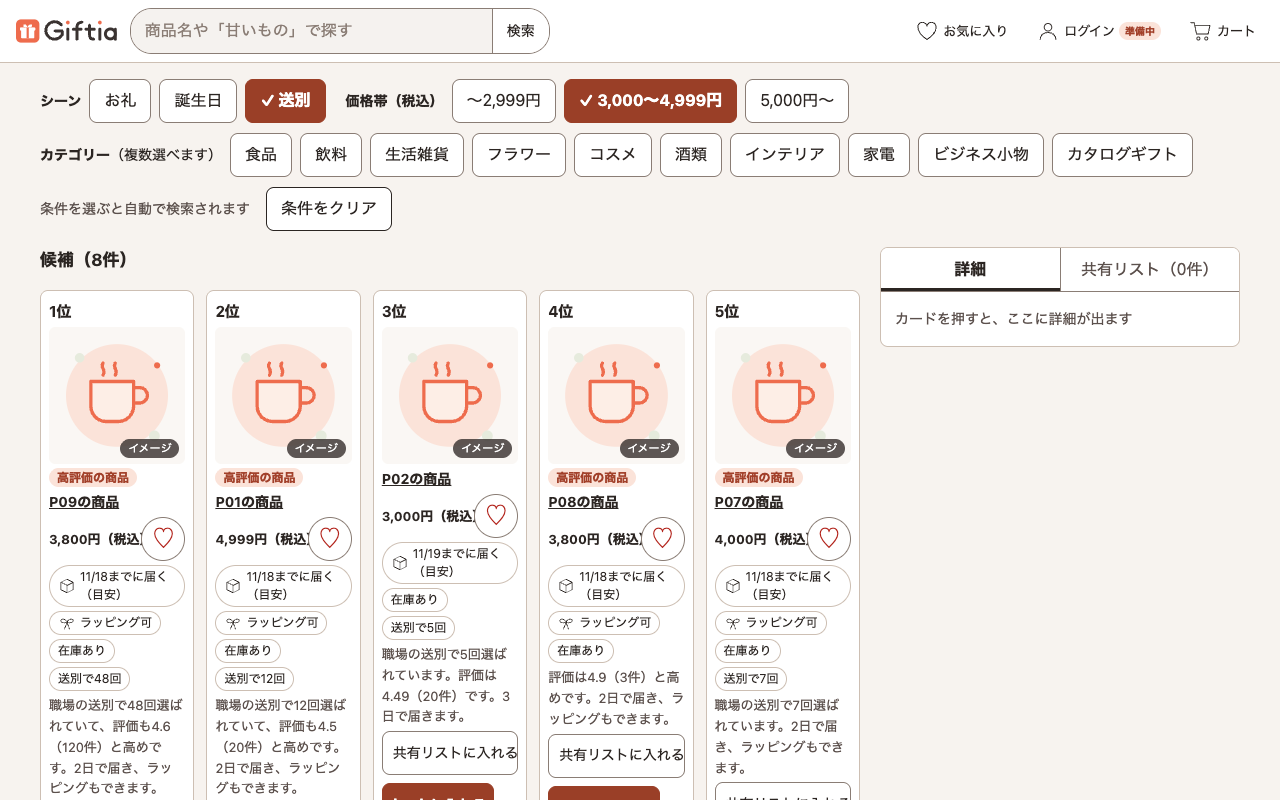 Giftia
商品名や「甘いもの」で探す
検索
お気に入り
ログイン 準備中
カート
シーン お礼 誕生日 送別 価格帯（税込） 〜2,999円 3,000〜4,999円 5,000円〜
カテゴリー（複数選べます） 食品 飲料 生活雑貨 フラワー コスメ 酒類 インテリア 家電 ビジネス小物 カタログギフト
条件を選ぶと自動で検索されます 条件をクリア
候補（8件）
1位
イメージ
高評価の商品
P09の商品
3,800円（税込
11/18までに届く
（目安）
ラッピング可
在庫あり
送別で48回
職場の送別で48回選ば
れていて、評価も4.6
（120件）と高めで
す。2日で届き、ラッ
ピングもできます。
2位
イメージ
高評価の商品
P01の商品
4,999円（税込
11/18までに届く
（目安）
ラッピング可
在庫あり
送別で12回
職場の送別で12回選ば
れていて、評価も4.5
（20件）と高めです。
2日で届き、ラッピン
グもできます。
3位
イメージ
P02の商品
3,000円（税込
11/19までに届く
（目安）
在庫あり
送別で5回
職場の送別で5回選ば
れています。評価は
4.49（20件）です。3
日で届きます。
共有リストに入れる
4位
イメージ
高評価の商品
P08の商品
3,800円（税込
11/18までに届く
（目安）
ラッピング可
在庫あり
評価は4.9（3件）と高
めです。2日で届き、ラ
ッピングもできます。
共有リストに入れる
5位
イメージ
高評価の商品
P07の商品
4,000円（税込
11/18までに届く
（目安）
ラッピング可
在庫あり
送別で7回
職場の送別で7回選ば
れています。2日で届
き、ラッピングもでき
ます。
詳細
共有リスト（0件）
カードを押すと、ここに詳細が出ます